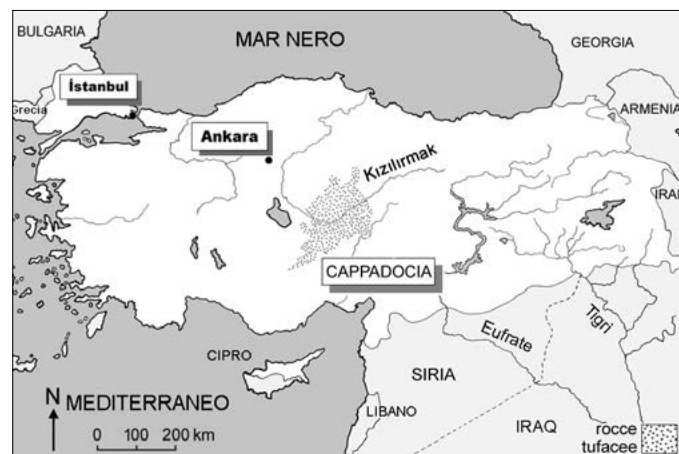 BULGARIA
MAR NERO
GEORGIA
İstanbul
Grecia
ARMENIA
Ankara
Kızılırmak
IRAN
CAPPADOCIA
Eufrate
Tigri
CIPRO
SIRIA
N
MEDITERRANEO
LIBANO
IRAQ
rocce
tufacee
0 100 200 km